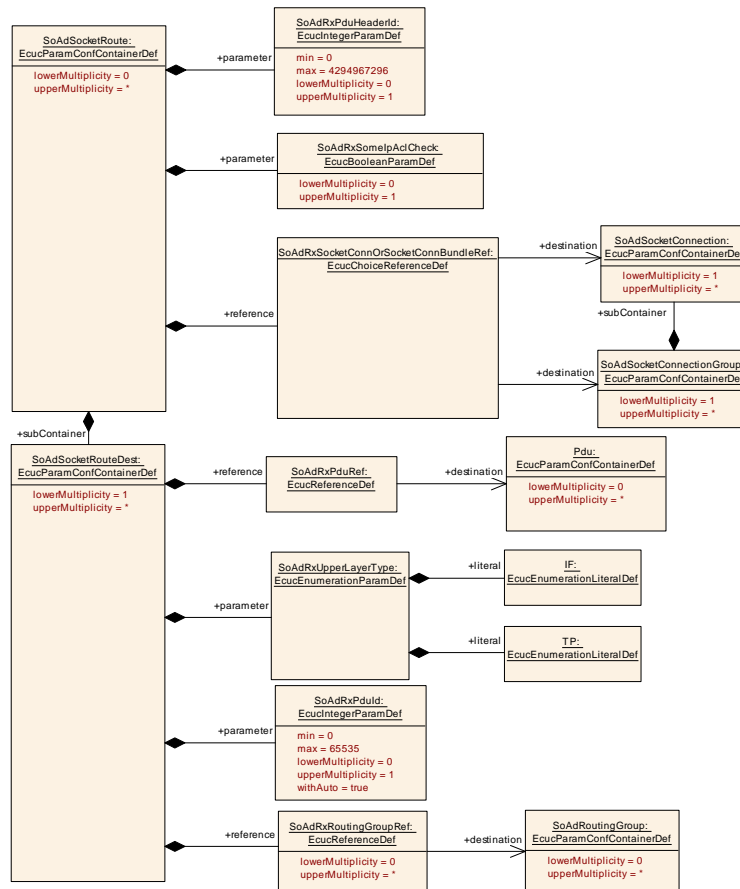 SoAdSocketRoute:
EcucParamConfContainerDef
lowerMultiplicity = 0
upperMultiplicity = *
+parameter
SoAdRxPduHeaderId:
EcucIntegerParamDef
min = 0
max = 4294967296
lowerMultiplicity = 0
upperMultiplicity = 1
+parameter
SoAdRxSomeIpAclCheck:
EcucBooleanParamDef
lowerMultiplicity = 0
upperMultiplicity = 1
+reference
SoAdRxSocketConnOrSocketConnBundleRef:
EcucChoiceReferenceDef
+destination
SoAdSocketConnection:
EcucParamConfContainerDef
lowerMultiplicity = 1
upperMultiplicity = *
+subContainer
+destination
SoAdSocketConnectionGroup
EcucParamConfContainerDef
lowerMultiplicity = 1
upperMultiplicity = *
+subContainer
SoAdSocketRouteDest:
EcucParamConfContainerDef
lowerMultiplicity = 1
upperMultiplicity = *
+reference
SoAdRxPduRef:
EcucReferenceDef
+destination
Pdu:
EcucParamConfContainerDef
lowerMultiplicity = 0
upperMultiplicity = *
+parameter
SoAdRxUpperLayerType:
EcucEnumerationParamDef
+literal
IF:
EcucEnumerationLiteralDef
+literal
TP:
EcucEnumerationLiteralDef
+parameter
SoAdRxPduId:
EcucIntegerParamDef
min = 0
max = 65535
lowerMultiplicity = 0
upperMultiplicity = 1
withAuto = true
+reference
SoAdRxRoutingGroupRef:
EcucReferenceDef
lowerMultiplicity = 0
upperMultiplicity = *
+destination
SoAdRoutingGroup:
EcucParamConfContainerDef
lowerMultiplicity = 0
upperMultiplicity = *